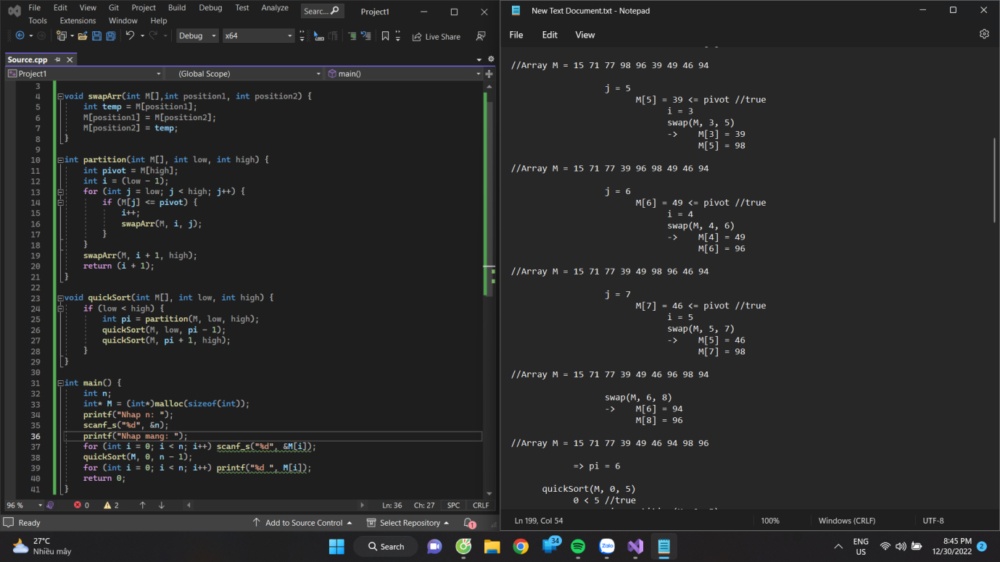 File Edit View Git Project Build Debug Test Analyze
Searc...
Project1
Tools Extensions Window Help
Debug
x64
Live Share
Source.cpp
Project1
(Global Scope)
main()
3
4 void swapArr(int M[],int position1, int position2) {
5 int temp = M[position1];
6 M[position1] = M[position2];
7 M[position2] = temp;
8 }
9
10 int partition(int M[], int low, int high) {
11 int pivot = M[high];
12 int i = (low - 1);
13 for (int j = low; j < high; j++) {
14 if (M[j] <= pivot) {
15 i++;
16 swapArr(M, i, j);
17 }
18 }
19 swapArr(M, i + 1, high);
20 return (i + 1);
21 }
22
23 void quickSort(int M[], int low, int high) {
24 if (low < high) {
25 int pi = partition(M, low, high);
26 quickSort(M, low, pi - 1);
27 quickSort(M, pi + 1, high);
28 }
29 }
30
31 int main() {
32 int n;
33 int* M = (int*)malloc(sizeof(int));
34 printf("Nhap n: ");
35 scanf_s("%d", &n);
36 printf("Nhap mang: ");
37 for (int i = 0; i < n; i++) scanf_s("%d", &M[i]);
38 quickSort(M, 0, n - 1);
39 for (int i = 0; i < n; i++) printf("%d ", M[i]);
40 return 0;
41 }
96 %
0
2
Ln: 36 Ch: 27 SPC CRLF
Ready
Add to Source Control
Select Repository
1
New Text Document.txt - Notepad
File Edit View
//Array M = 15 71 77 98 96 39 49 46 94
j = 5
M[5] = 39 <= pivot //true
i = 3
swap(M, 3, 5)
-> M[3] = 39
M[5] = 98
//Array M = 15 71 77 39 96 98 49 46 94
j = 6
M[6] = 49 <= pivot //true
i = 4
swap(M, 4, 6)
-> M[4] = 49
M[6] = 96
//Array M = 15 71 77 39 49 98 96 46 94
j = 7
M[7] = 46 <= pivot //true
i = 5
swap(M, 5, 7)
-> M[5] = 46
M[7] = 98
//Array M = 15 71 77 39 49 46 96 98 94
swap(M, 6, 8)
-> M[6] = 94
M[8] = 96
//Array M = 15 71 77 39 49 46 94 98 96
=> pi = 6
quickSort(M, 0, 5)
0 < 5 //true
Ln 199, Col 54
100%
Windows (CRLF)
UTF-8
27°C
Nhiều mây
Search
34
Zalo
ENG
US
8:45 PM
12/30/2022
2